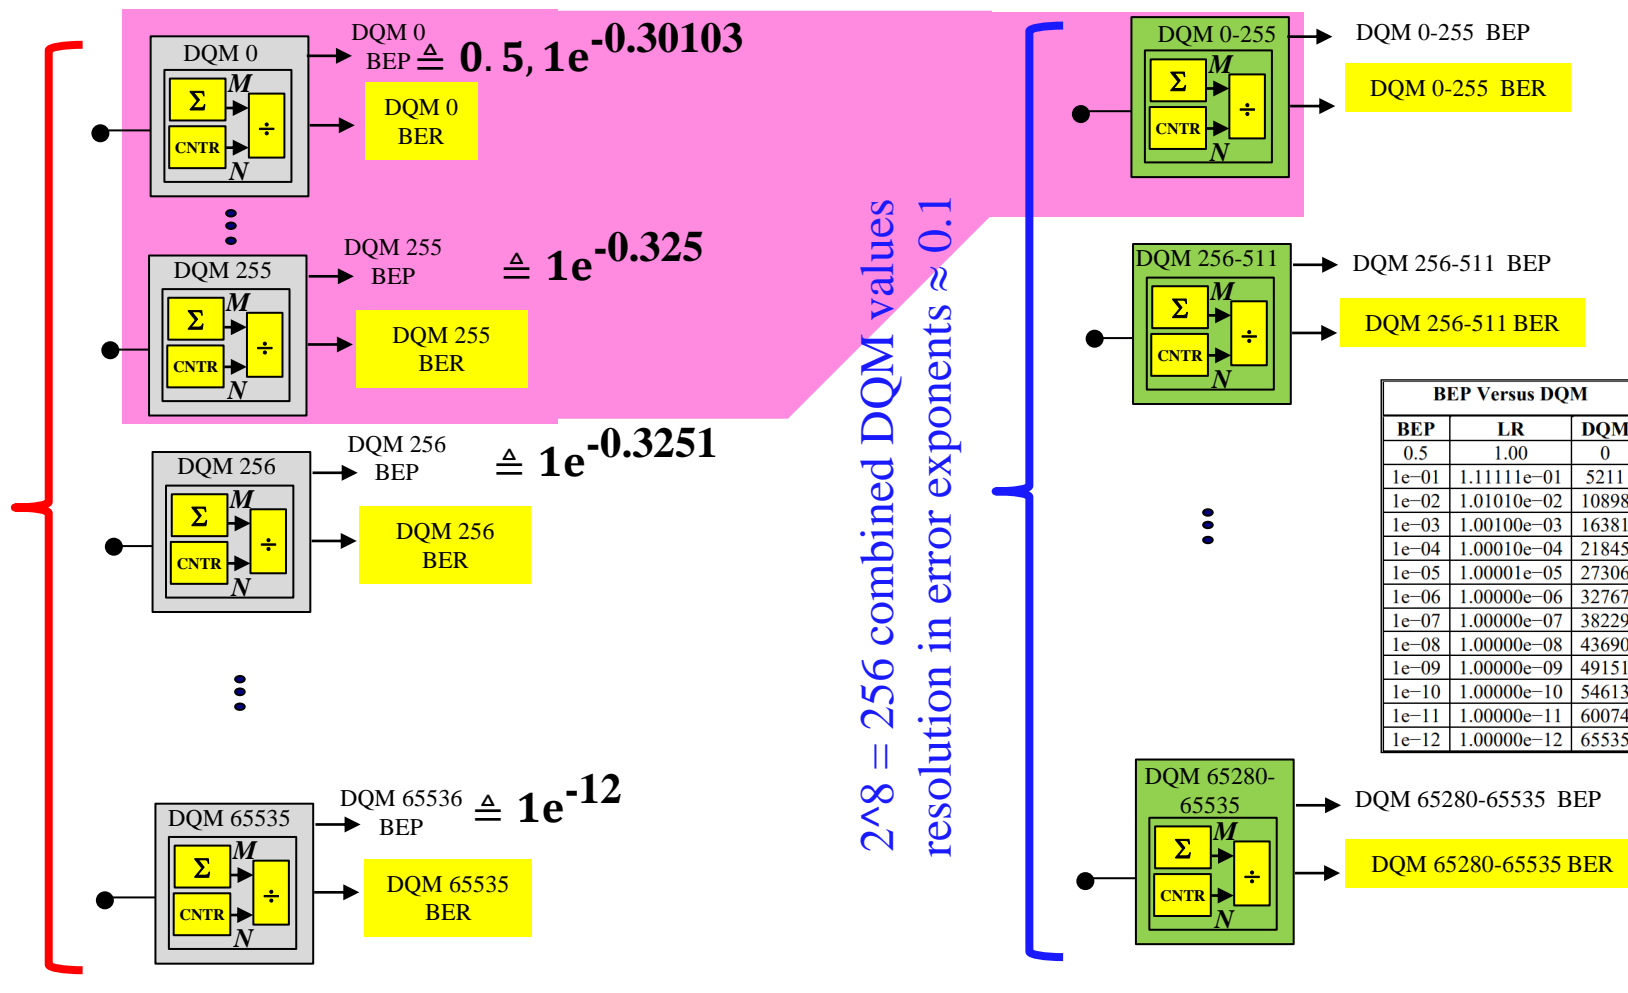 DQM 0
Σ
M
CNTR
N
÷
DQM 0
BEP ≜ 0.5, 1e^-0.30103
DQM 0
BER
DQM 255
Σ
M
CNTR
N
÷
DQM 255
BEP ≜ 1e^-0.325
DQM 255
BER
DQM 256
Σ
M
CNTR
N
÷
DQM 256
BEP ≜ 1e^-0.3251
DQM 256
BER
DQM 65535
Σ
M
CNTR
N
÷
DQM 65536
BEP ≜ 1e^-12
DQM 65535
BER
2^8 = 256 combined DQM values
resolution in error exponents ≈ 0.1
DQM 0-255
Σ
M
CNTR
N
÷
DQM 0-255 BEP
DQM 0-255 BER
DQM 256-511
Σ
M
CNTR
N
÷
DQM 256-511 BEP
DQM 256-511 BER
BEP Versus DQM
BEP LR DQM
0.5 1.00 0
1e−01 1.11111e−01 5211
1e−02 1.01010e−02 10898
1e−03 1.00100e−03 16381
1e−04 1.00010e−04 21845
1e−05 1.00001e−05 27306
1e−06 1.00000e−06 32767
1e−07 1.00000e−07 38229
1e−08 1.00000e−08 43690
1e−09 1.00000e−09 49151
1e−10 1.00000e−10 54613
1e−11 1.00000e−11 60074
1e−12 1.00000e−12 65535
DQM 65280-
65535
Σ
M
CNTR
N
÷
DQM 65280-65535 BEP
DQM 65280-65535 BER